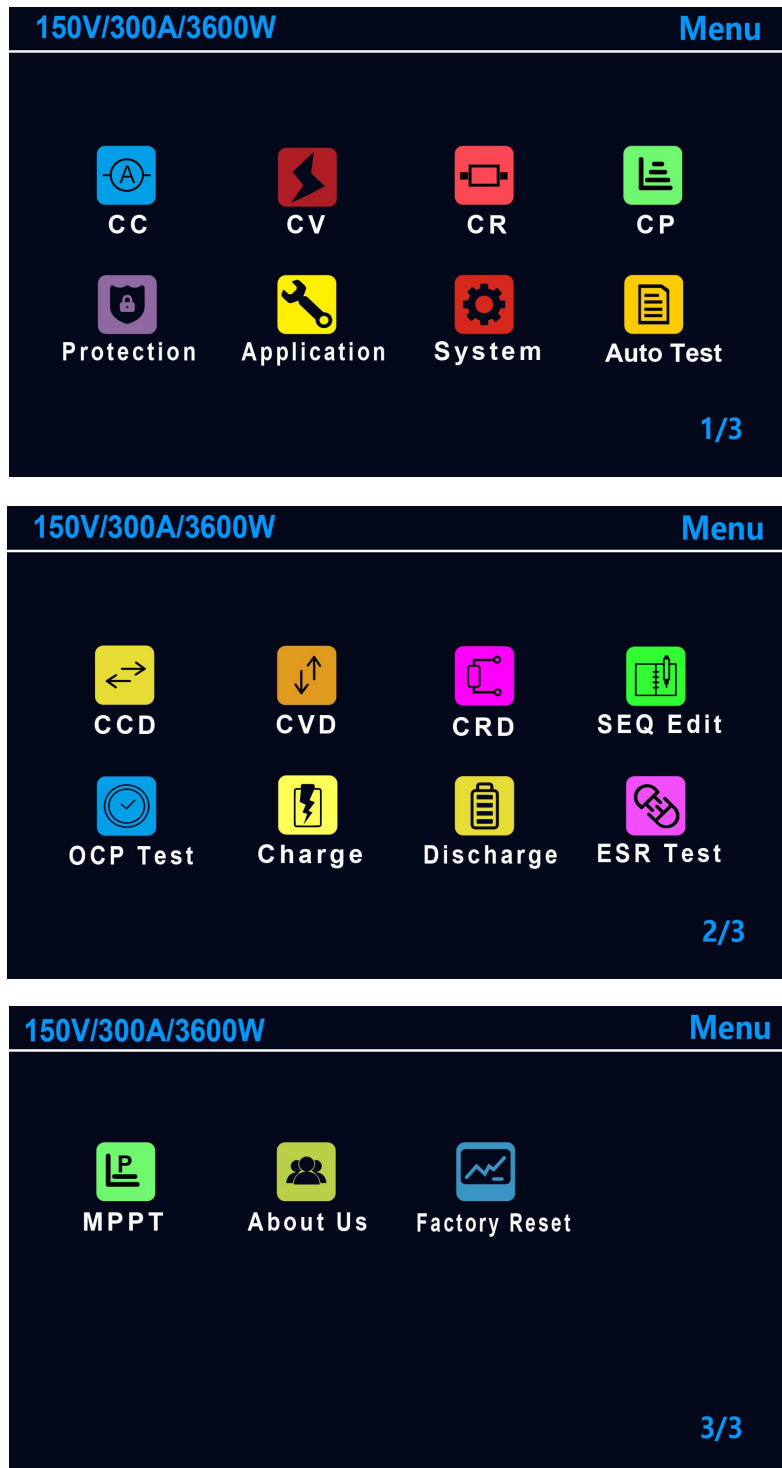 150V/300A/3600W Menu
CC CV CR CP
Protection Application System Auto Test
1/3
150V/300A/3600W Menu
CCD CVD CRD SEQ Edit
OCP Test Charge Discharge ESR Test
2/3
150V/300A/3600W Menu
P
MPPT About Us Factory Reset
3/3